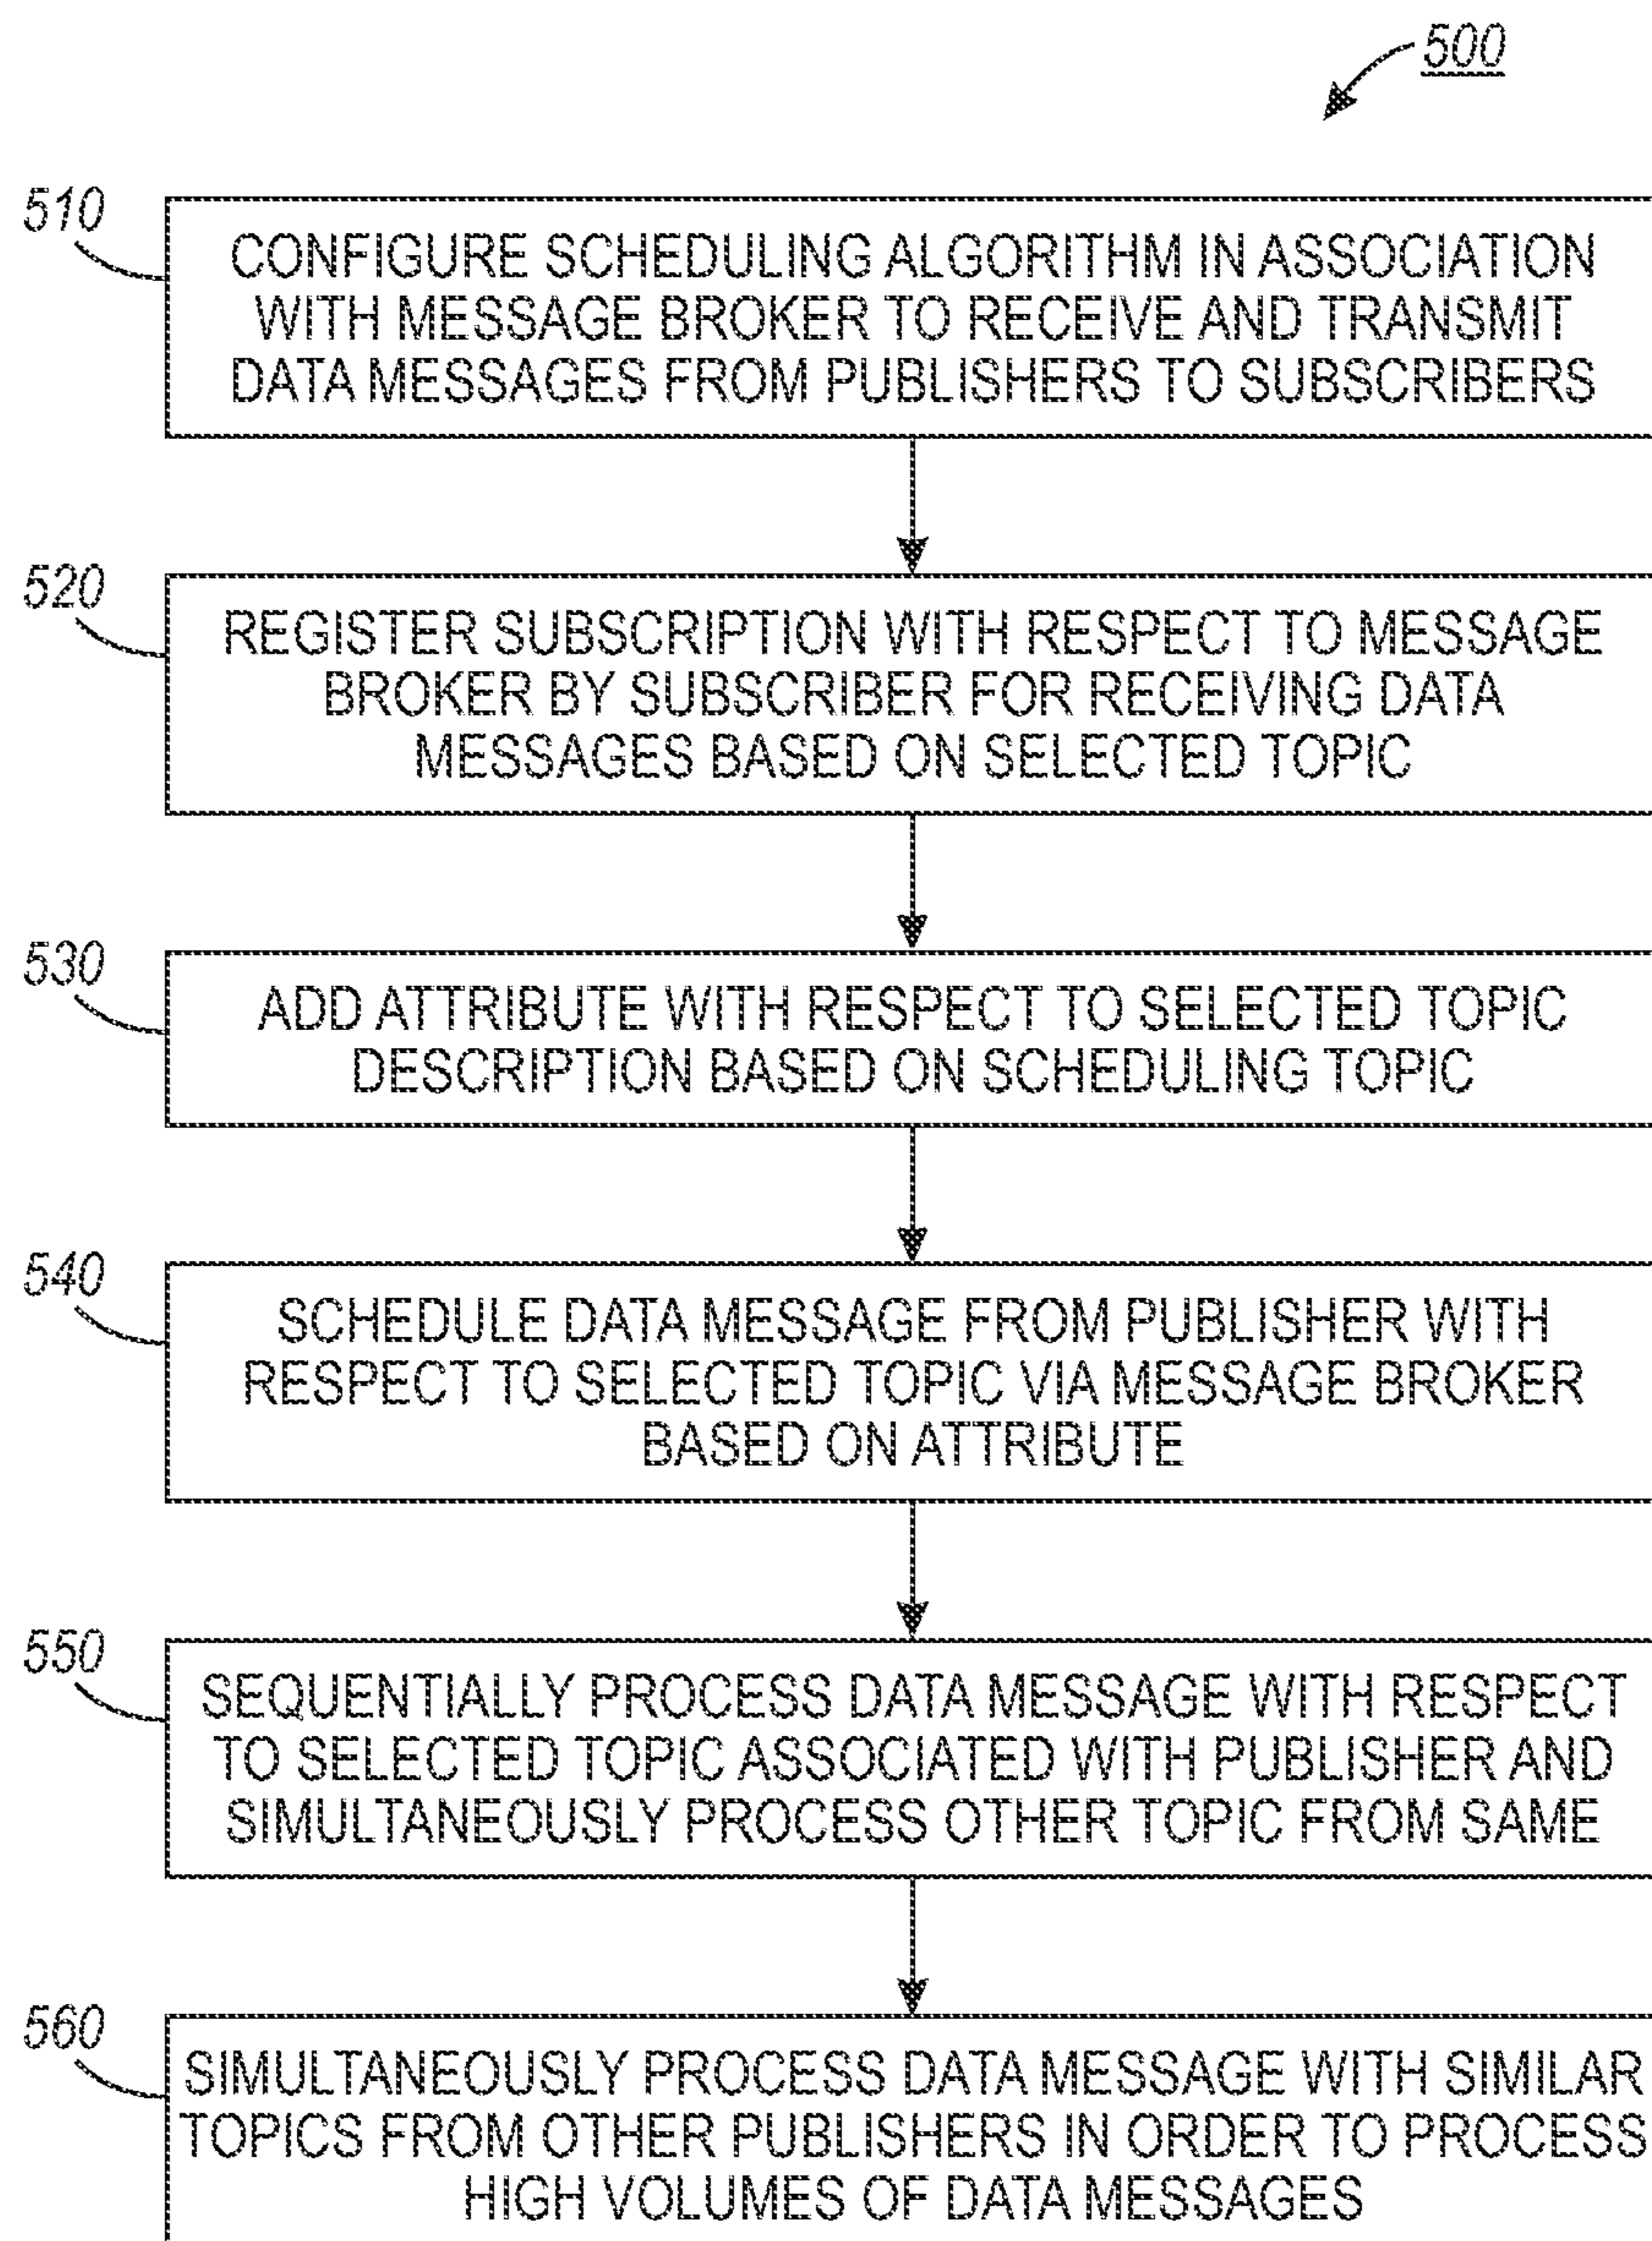 500
510
CONFIGURE SCHEDULING ALGORITHM IN ASSOCIATION
WITH MESSAGE BROKER TO RECEIVE AND TRANSMIT
DATA MESSAGES FROM PUBLISHERS TO SUBSCRIBERS
520
REGISTER SUBSCRIPTION WITH RESPECT TO MESSAGE
BROKER BY SUBSCRIBER FOR RECEIVING DATA
MESSAGES BASED ON SELECTED TOPIC
530
ADD ATTRIBUTE WITH RESPECT TO SELECTED TOPIC
DESCRIPTION BASED ON SCHEDULING TOPIC
540
SCHEDULE DATA MESSAGE FROM PUBLISHER WITH
RESPECT TO SELECTED TOPIC VIA MESSAGE BROKER
BASED ON ATTRIBUTE
550
SEQUENTIALLY PROCESS DATA MESSAGE WITH RESPECT
TO SELECTED TOPIC ASSOCIATED WITH PUBLISHER AND
SIMULTANEOUSLY PROCESS OTHER TOPIC FROM SAME
560
SIMULTANEOUSLY PROCESS DATA MESSAGE WITH SIMILAR
TOPICS FROM OTHER PUBLISHERS IN ORDER TO PROCESS
HIGH VOLUMES OF DATA MESSAGES